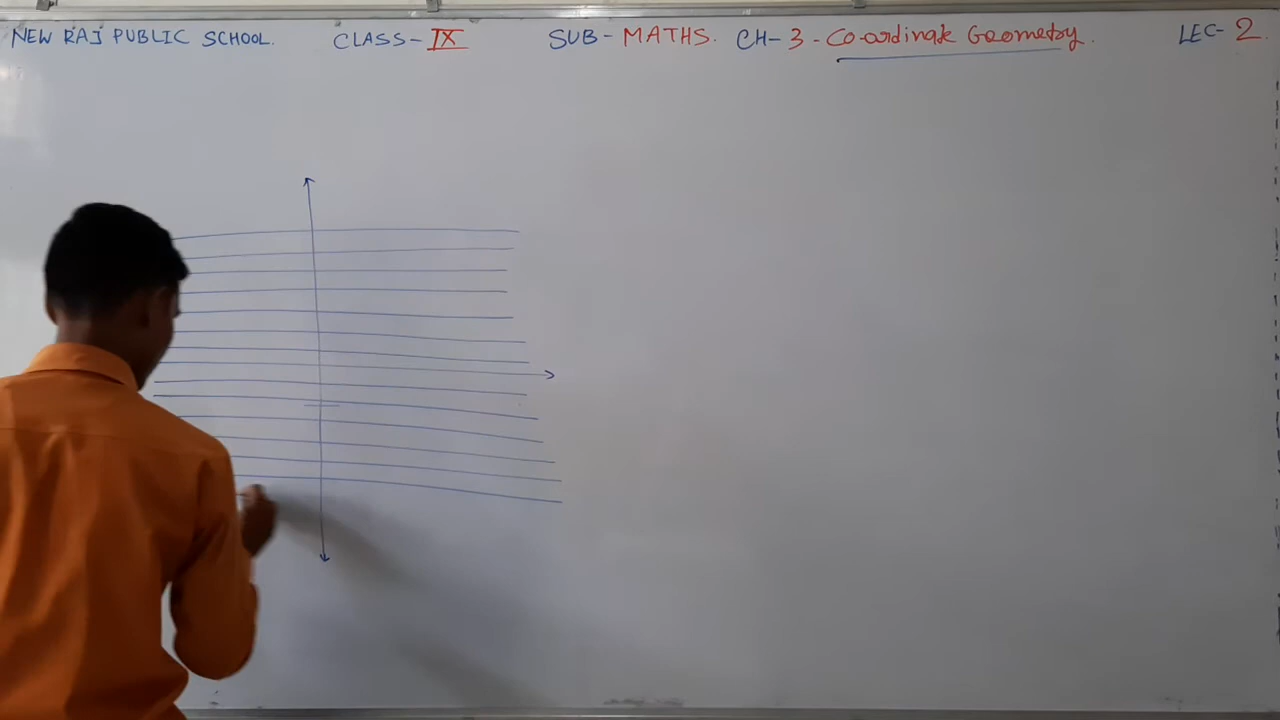 NEW RAJ PUBLIC SCHOOL. CLASS - IX SUB - MATHS. CH - 3 - Co-ordinate Geometry. LEC - 2.